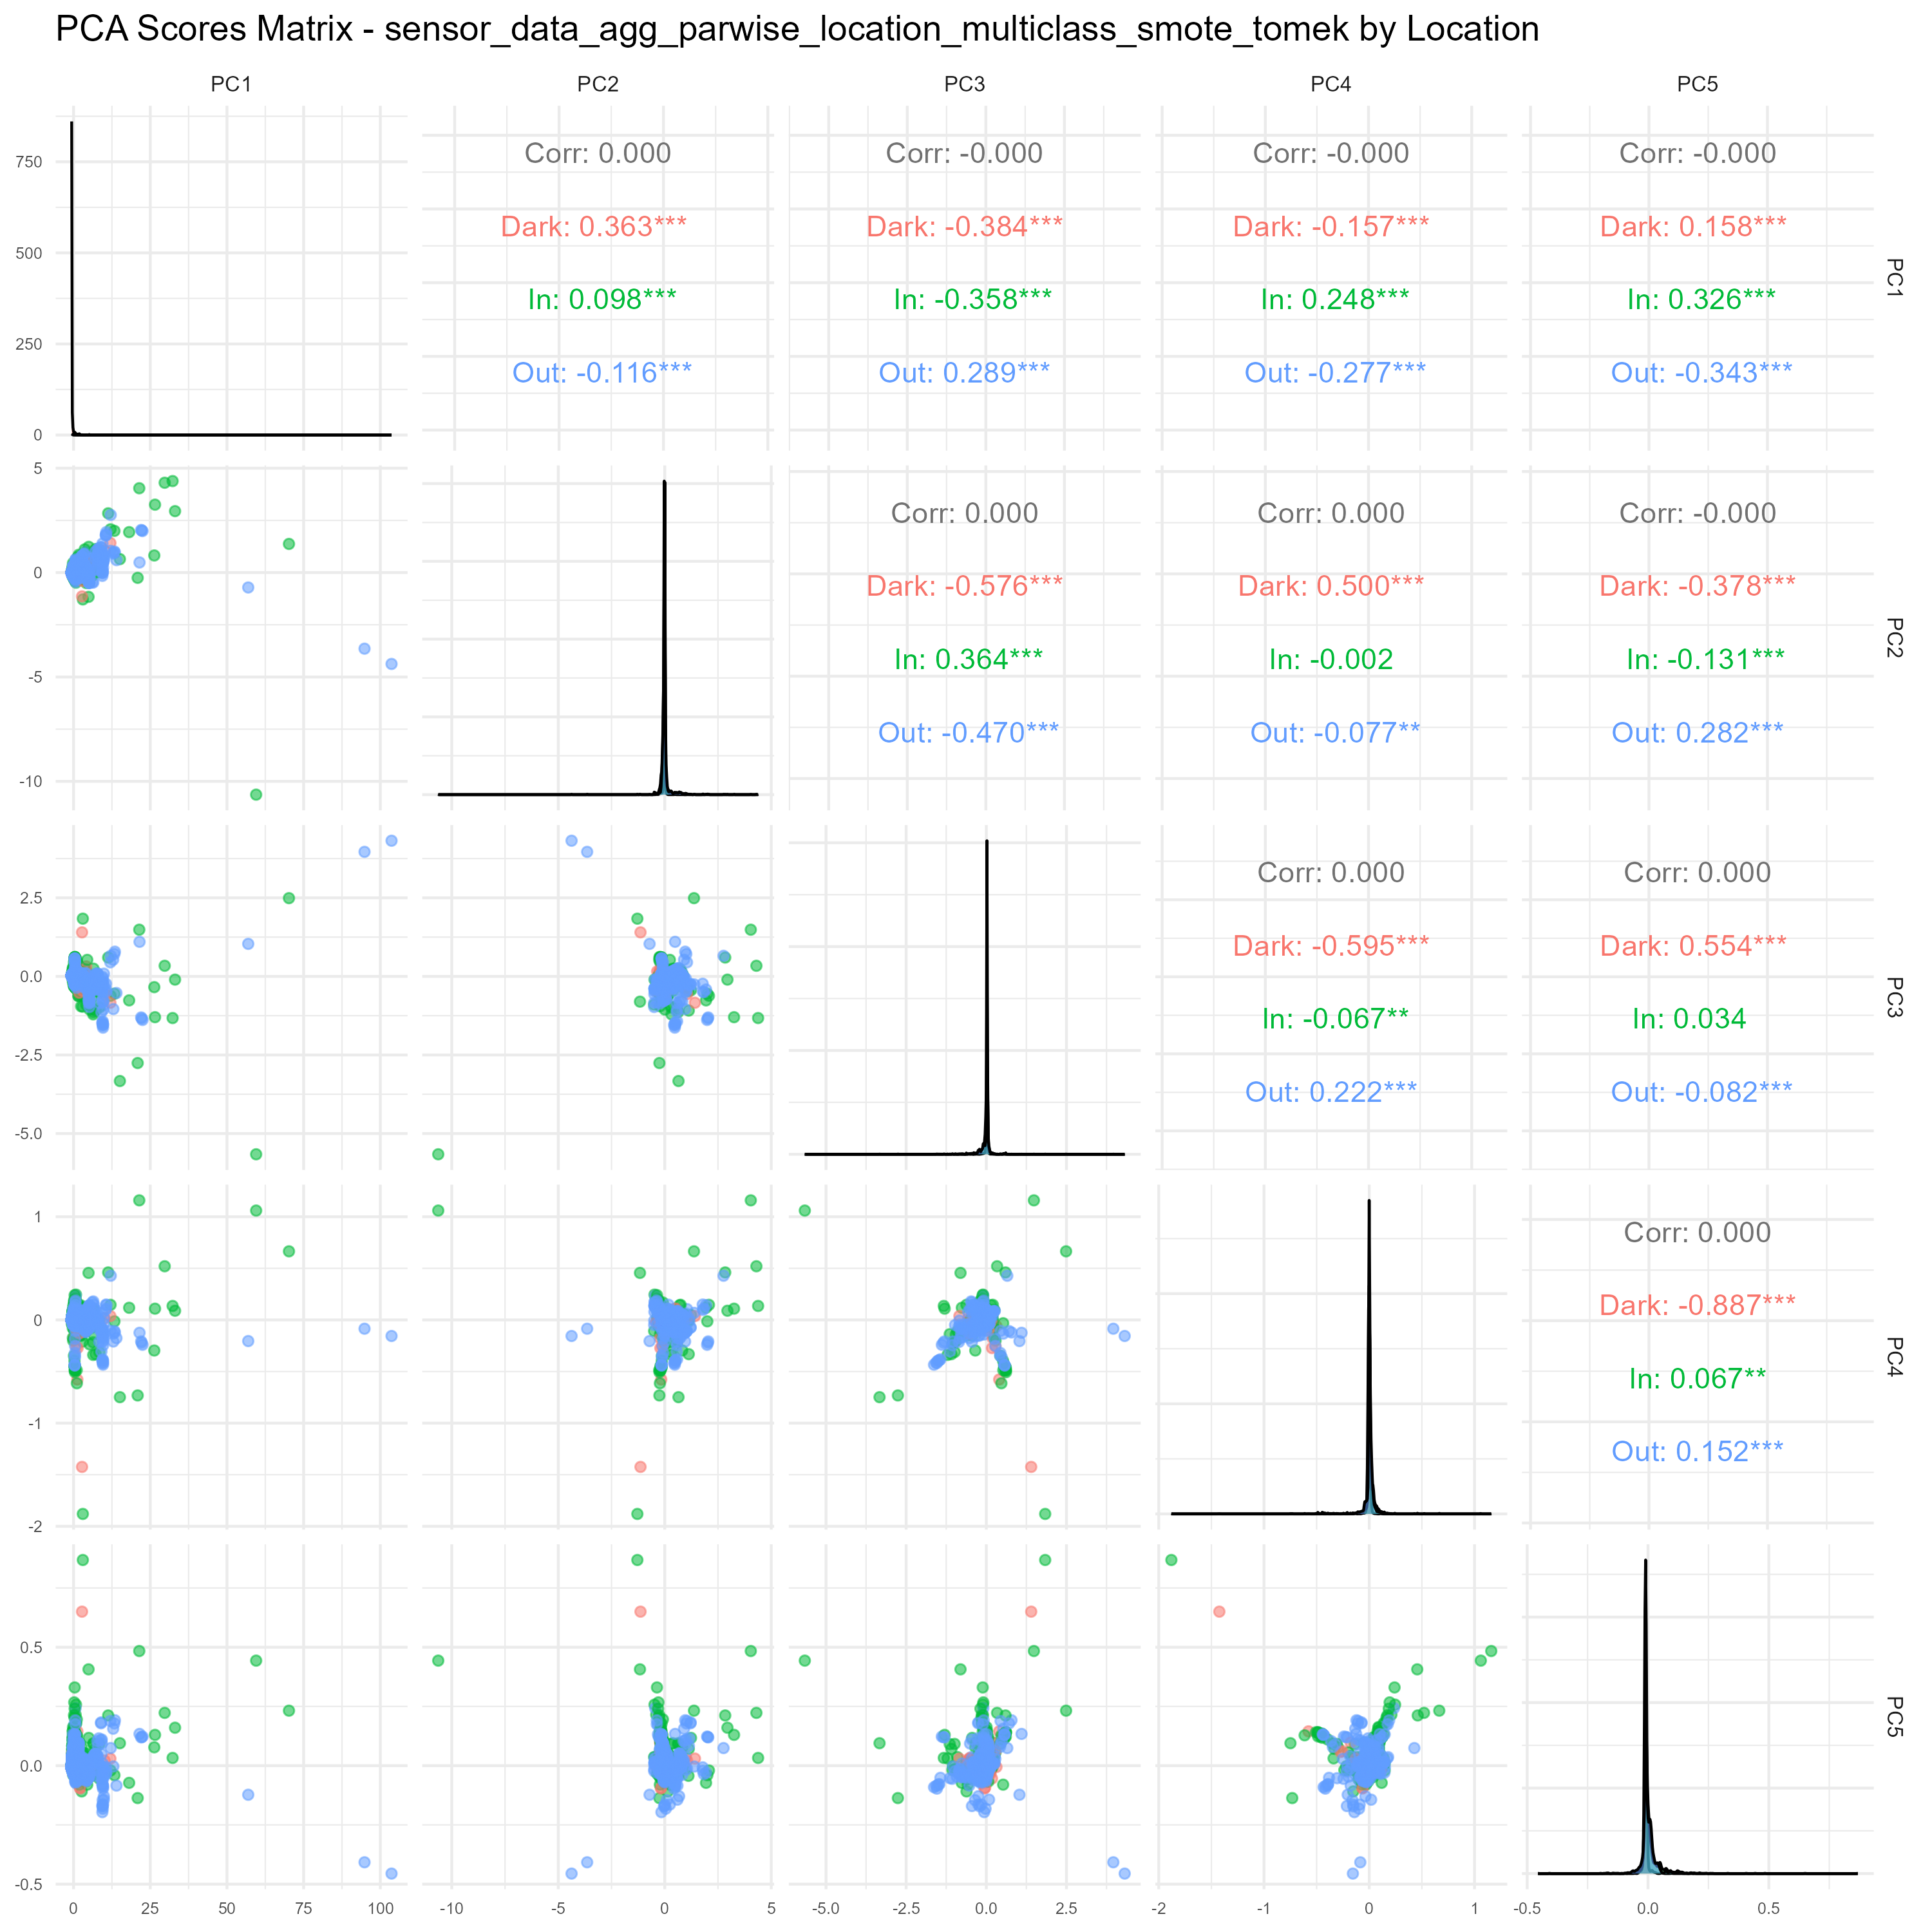 PCA Scores Matrix - sensor_data_agg_parwise_location_multiclass_smote_tomek by Location
PC1 PC2 PC3 PC4 PC5
750
500
250
0
Corr: 0.000
Dark: 0.363***
In: 0.098***
Out: -0.116***
Corr: -0.000
Dark: -0.384***
In: -0.358***
Out: 0.289***
Corr: -0.000
Dark: -0.157***
In: 0.248***
Out: -0.277***
Corr: -0.000
Dark: 0.158***
In: 0.326***
Out: -0.343***
PC1
5
0
-5
-10
Corr: 0.000
Dark: -0.576***
In: 0.364***
Out: -0.470***
Corr: 0.000
Dark: 0.500***
In: -0.002
Out: -0.077**
Corr: -0.000
Dark: -0.378***
In: -0.131***
Out: 0.282***
PC2
2.5
0.0
-2.5
-5.0
Corr: 0.000
Dark: -0.595***
In: -0.067**
Out: 0.222***
Corr: 0.000
Dark: 0.554***
In: 0.034
Out: -0.082***
PC3
1
0
-1
-2
Corr: 0.000
Dark: -0.887***
In: 0.067**
Out: 0.152***
PC4
0.5
0.0
-0.5
PC5
0 25 50 75 100
-10 -5 0 5
-5.0 -2.5 0.0 2.5
-2 -1 0 1
-0.5 0.0 0.5